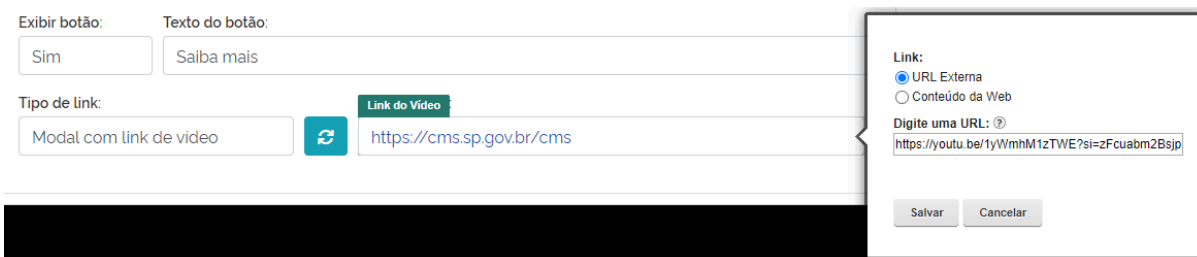 Exibir botão:
Texto do botão:
Sim
Saiba mais
Tipo de link:
Link do Vídeo
:
Modal com link de vídeo
https://cms.sp.gov.br/cms
Link:
URL Externa
Conteúdo da Web
Digite uma URL: ?
https://youtu.be/1yWmhM1zTWE?si=zFcuabm2Bsjp
Salvar
Cancelar